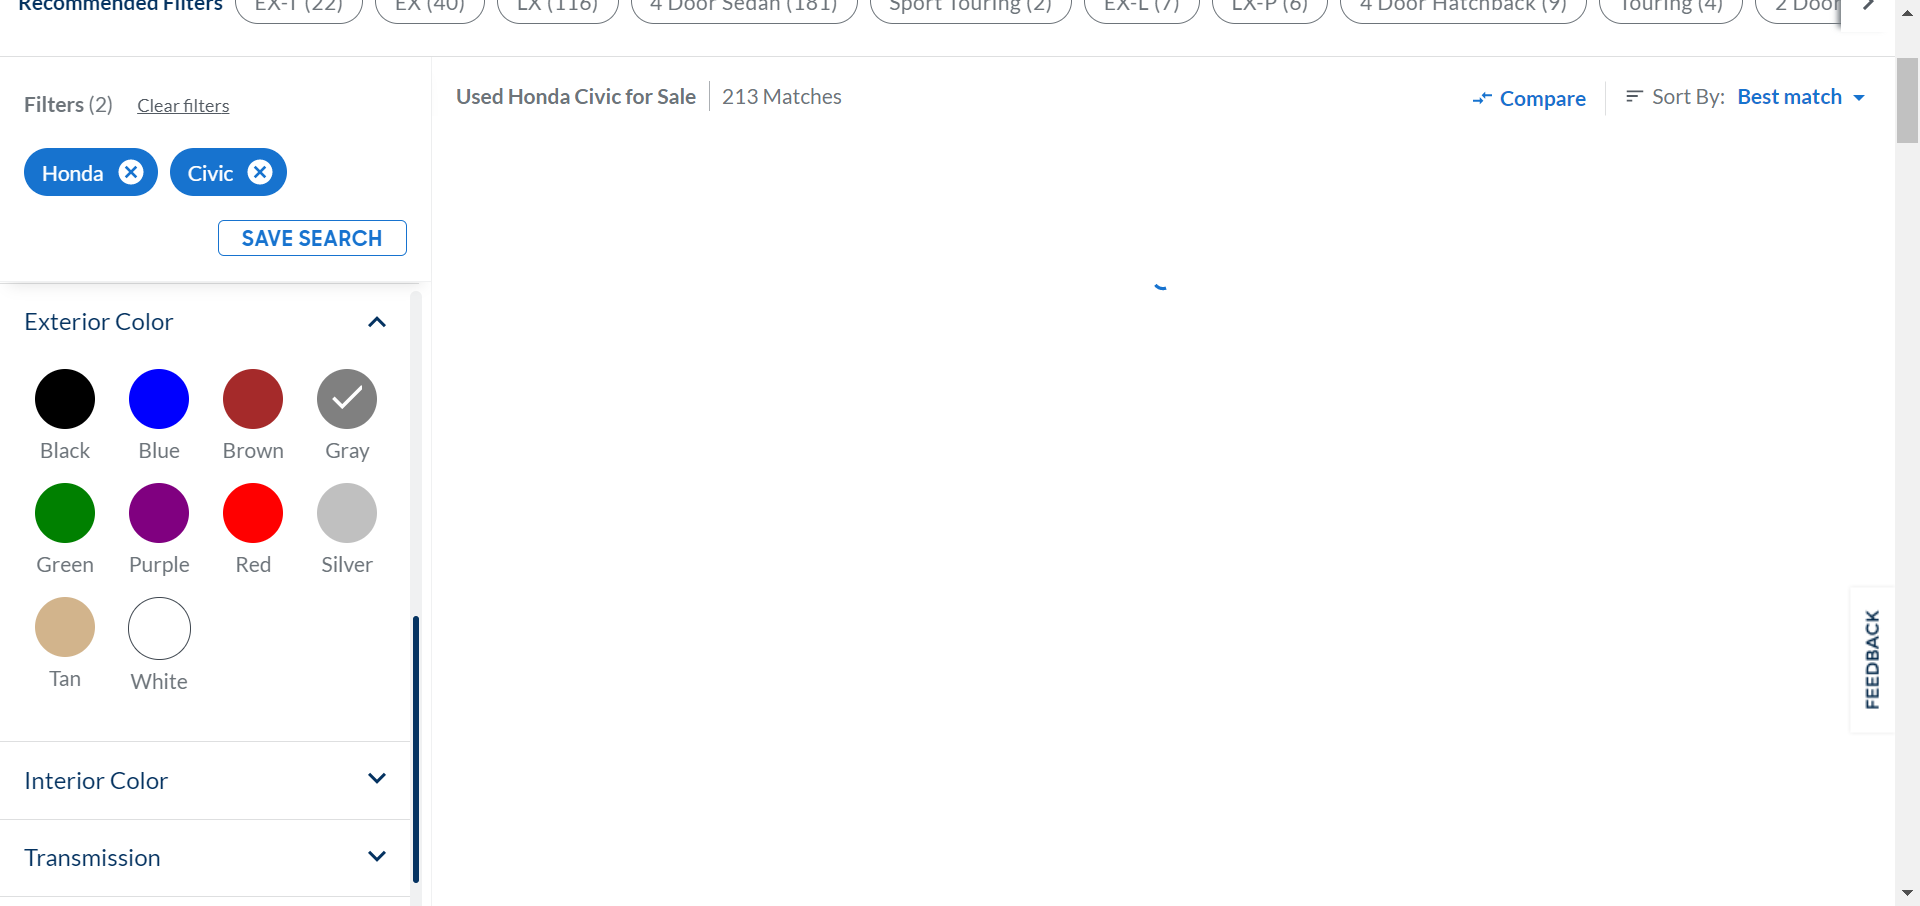 Recommended Filters EX-T (22) EX (40) LX (116) 4 Door Sedan (181) Sport Touring (2) EX-L (7) LX-P (6) 4 Door Hatchback (9) Touring (4) 2 Door
Filters (2) Clear filters
Used Honda Civic for Sale 213 Matches
Compare Sort By: Best match
Honda Civic
SAVE SEARCH
Exterior Color
Black Blue Brown Gray
Green Purple Red Silver
Tan White
Interior Color
Transmission
FEEDBACK